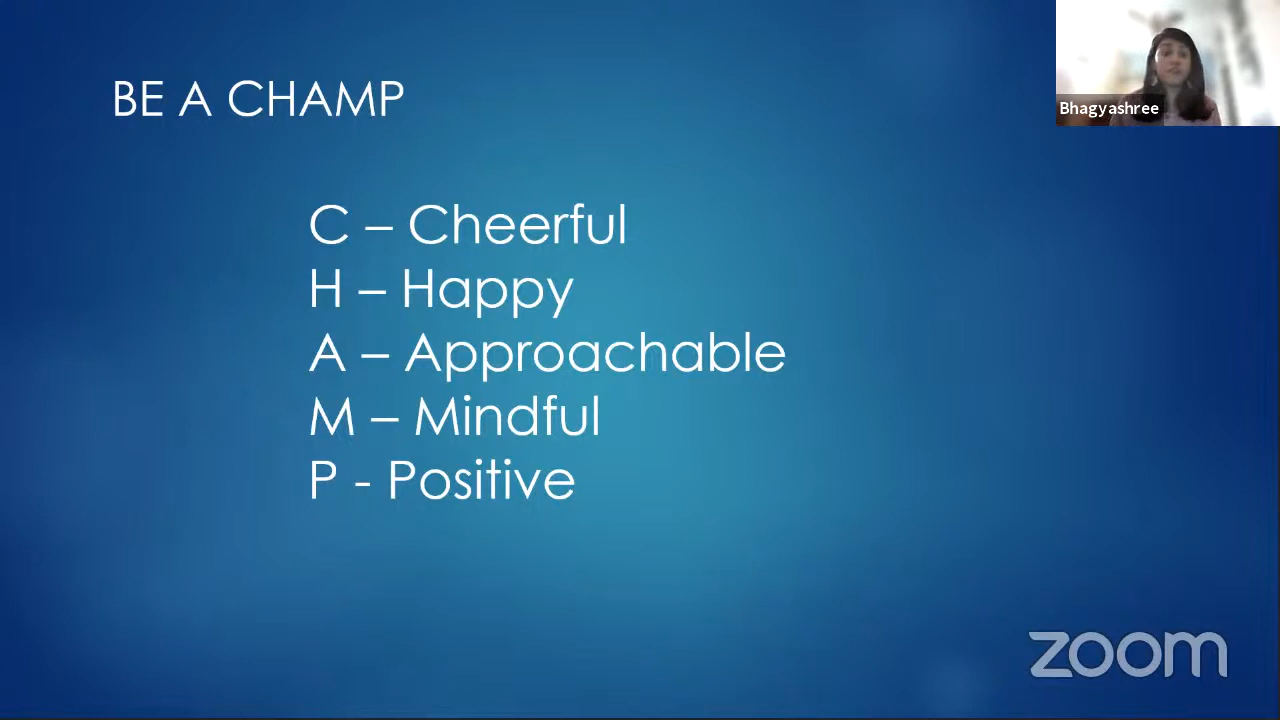 BE A CHAMP
Bhagyashree
C – Cheerful
H – Happy
A – Approachable
M – Mindful
P - Positive
zoom